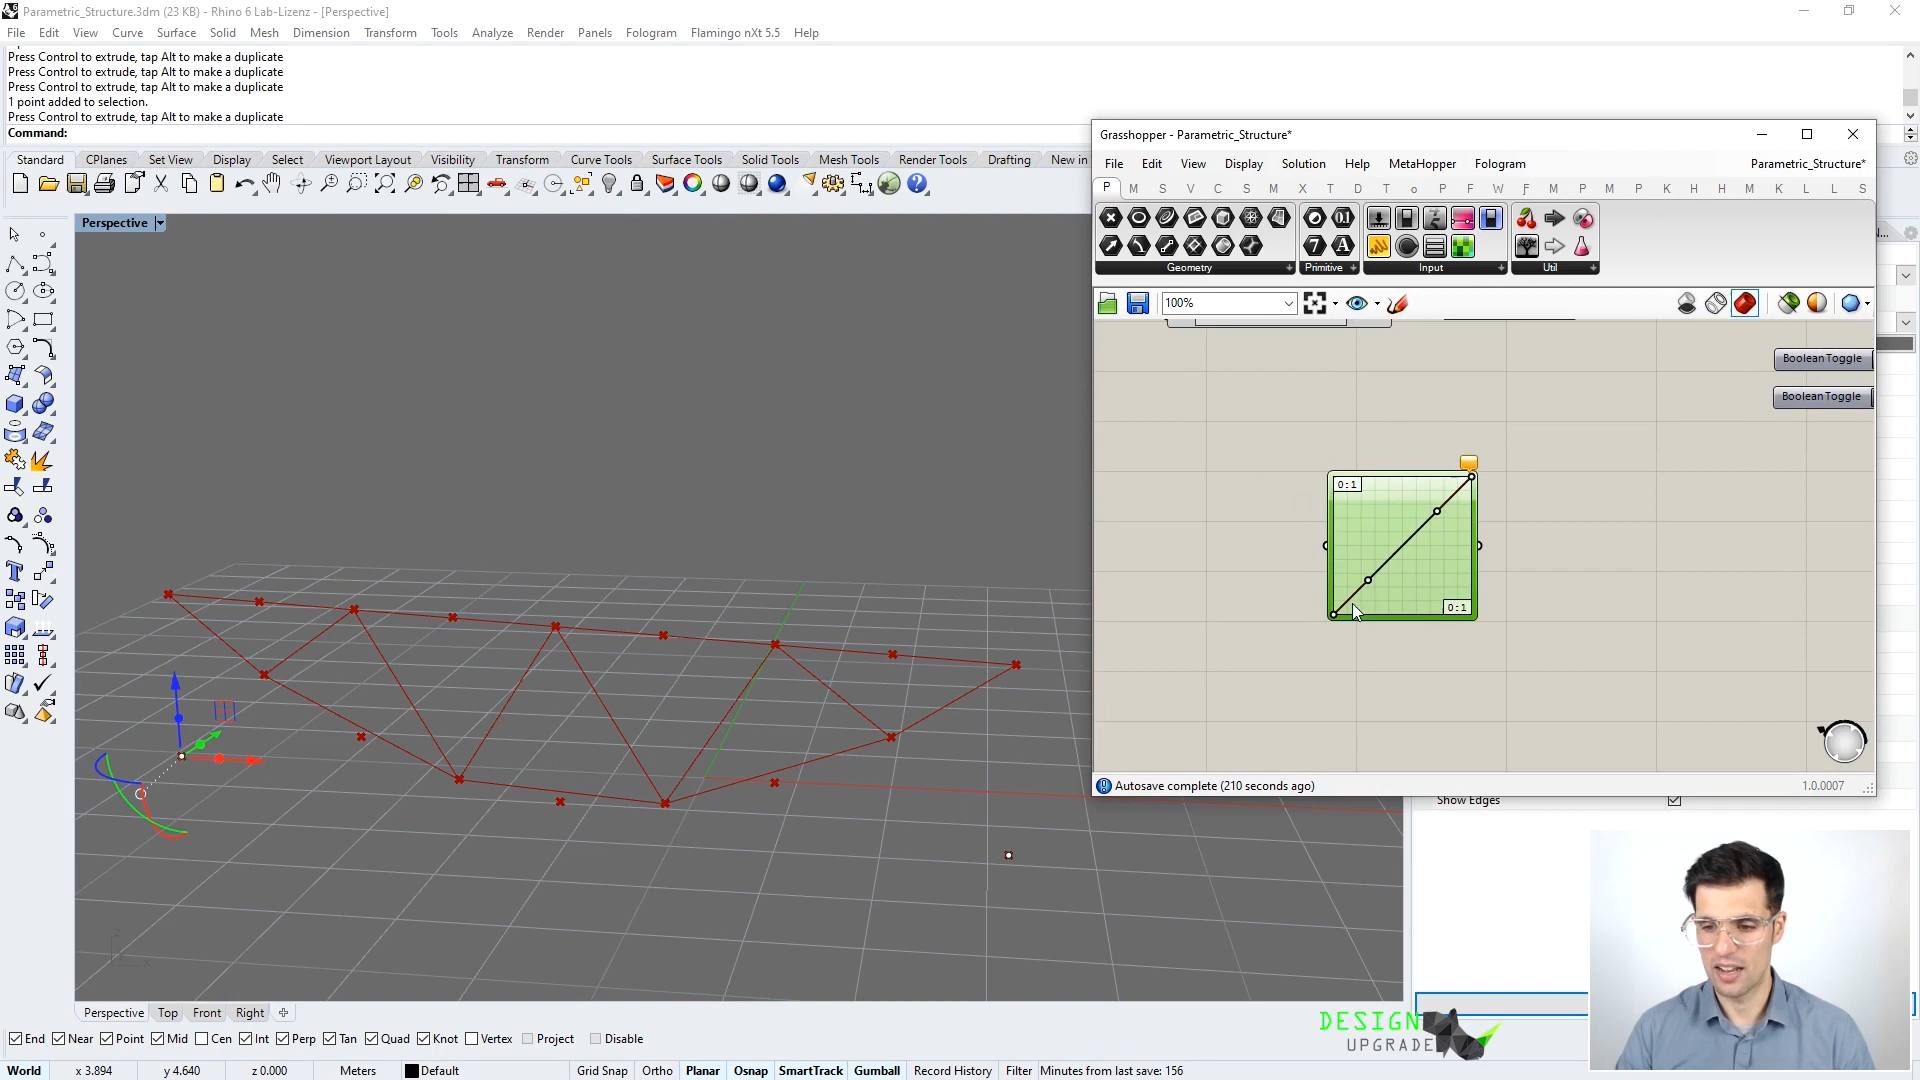 Parametric_Structure.3dm (23 KB) - Rhino 6 Lab-Lizenz - [Perspective]
File Edit View Curve Surface Solid Mesh Dimension Transform Tools Analyze Render Panels Fologram Flamingo nXt 5.5 Help
Press Control to extrude, tap Alt to make a duplicate
Press Control to extrude, tap Alt to make a duplicate
Press Control to extrude, tap Alt to make a duplicate
1 point added to selection.
Press Control to extrude, tap Alt to make a duplicate
Command:
Standard CPlanes Set View Display Select Viewport Layout Visibility Transform Curve Tools Surface Tools Solid Tools Mesh Tools Render Tools Drafting New in
Perspective
Grasshopper - Parametric_Structure*
File Edit View Display Solution Help MetaHopper Fologram Parametric_Structure*
P M S V C S M X T D T o P F W F M P M P K H H M K L L S
Geometry Primitive Input Util
100%
Boolean Toggle
Boolean Toggle
0:1
0:1
Autosave complete (210 seconds ago) 1.0.0007
Show Edges
z
x
Perspective Top Front Right
End Near Point Mid Cen Int Perp Tan Quad Knot Vertex Project Disable
DESIGN
UPGRADE
World x 3.894 y 4.640 z 0.000 Meters Default Grid Snap Ortho Planar Osnap SmartTrack Gumball Record History Filter Minutes from last save: 156